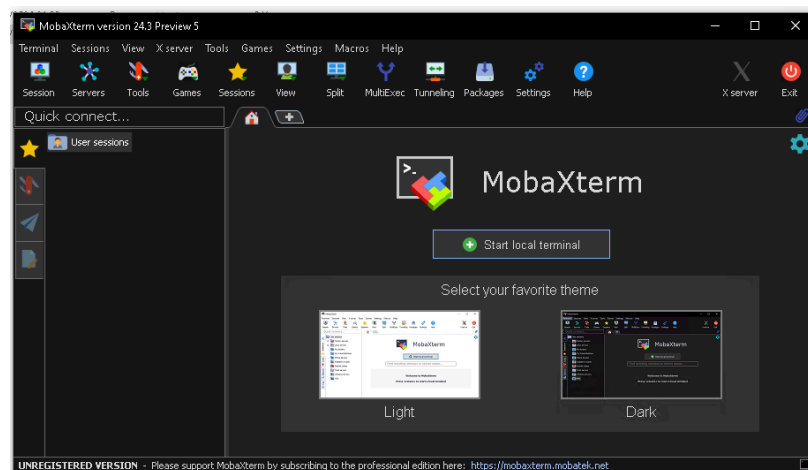 MobaXterm version 24.3 Preview 5
Terminal Sessions View X server Tools Games Settings Macros Help
Session Servers Tools Games Sessions View Split MultiExec Tunneling Packages Settings Help X server Exit
Quick connect...
User sessions
MobaXterm
Start local terminal
Select your favorite theme
MobaXterm
MobaXterm
Light
Dark
UNREGISTERED VERSION - Please support MobaXterm by subscribing to the professional edition here: https://mobaxterm.mobatek.net